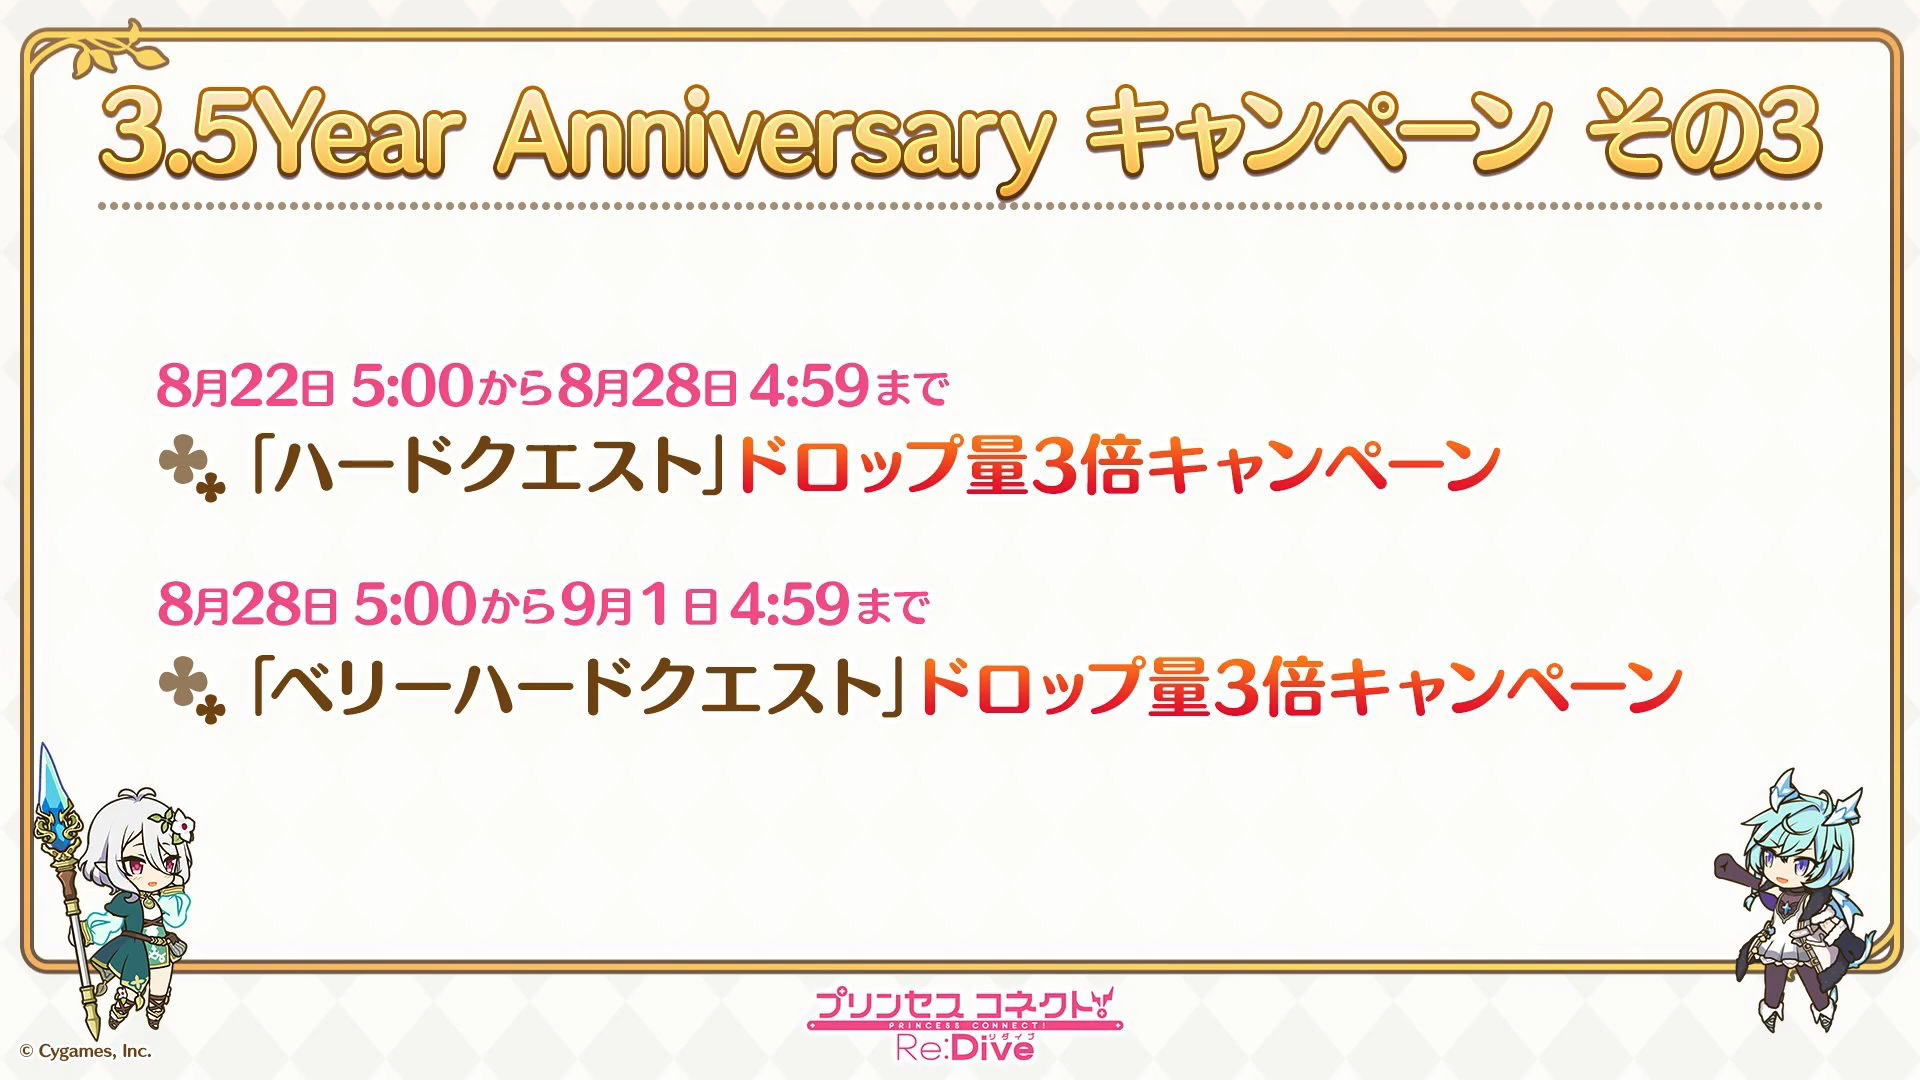 3.5Year Anniversary キャンペーン その3
8月22日 5:00から8月28日 4:59まで
「ハードクエスト」ドロップ量3倍キャンペーン
8月28日 5:00から9月1日 4:59まで
「ベリーハードクエスト」ドロップ量3倍キャンペーン
プリンセス コネクト!
PRINCESS CONNECT!
リダイブ
Re:Dive
© Cygames, Inc.